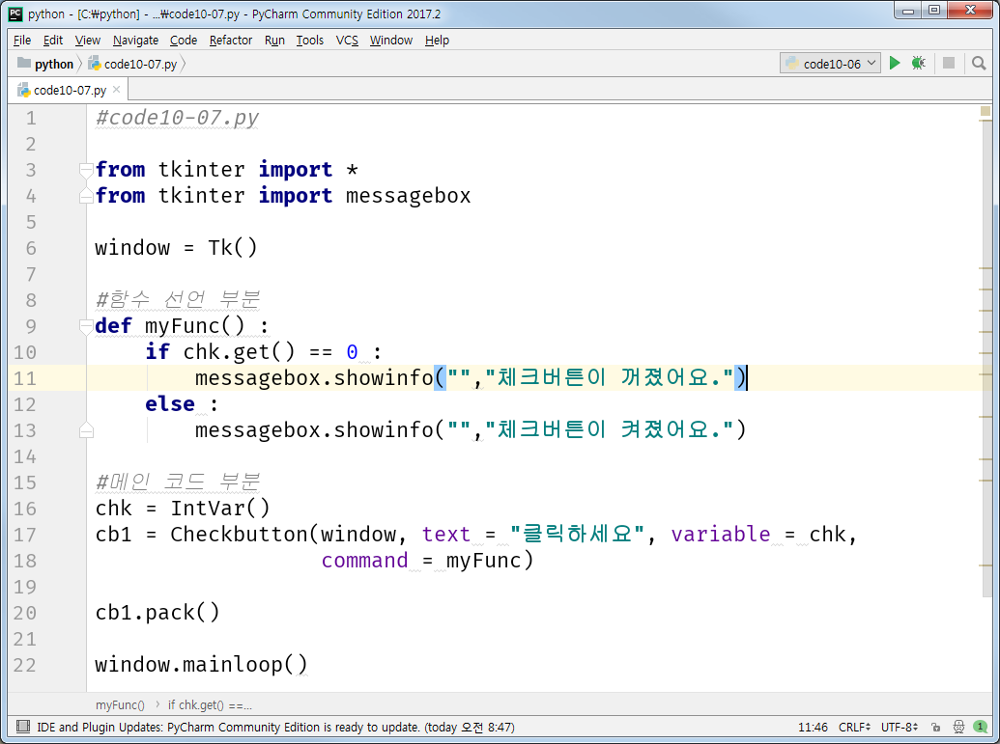 python - [C:₩python] - ...₩code10-07.py - PyCharm Community Edition 2017.2
File Edit View Navigate Code Refactor Run Tools VCS Window Help
python code10-07.py code10-06
code10-07.py
1 #code10-07.py
2
3 from tkinter import *
4 from tkinter import messagebox
5
6 window = Tk()
7
8 #함수 선언 부분
9 def myFunc() :
10     if chk.get() == 0 :
11         messagebox.showinfo("","체크버튼이 꺼졌어요.")
12     else :
13         messagebox.showinfo("","체크버튼이 켜졌어요.")
14
15 #메인 코드 부분
16 chk = IntVar()
17 cb1 = Checkbutton(window, text = "클릭하세요", variable = chk,
18                   command = myFunc)
19
20 cb1.pack()
21
22 window.mainloop()
myFunc() if chk.get() ==...
IDE and Plugin Updates: PyCharm Community Edition is ready to update. (today 오전 8:47) 11:46 CRLF UTF-8 1